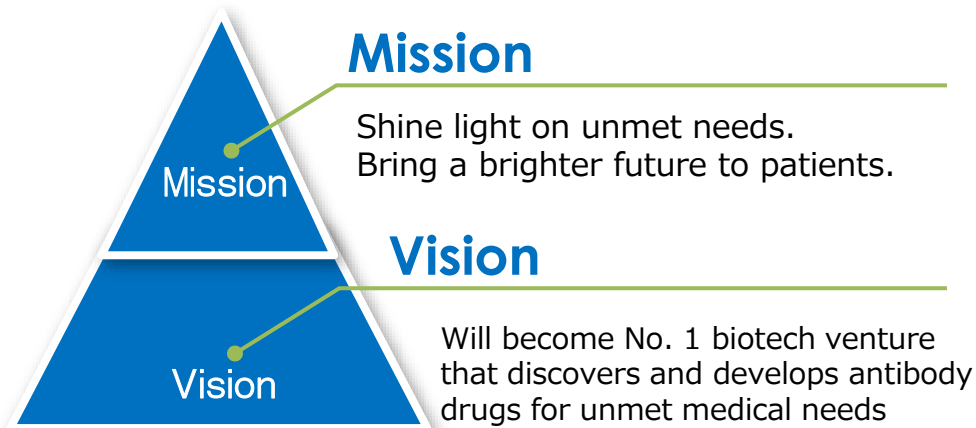 Mission
Shine light on unmet needs.
Bring a brighter future to patients.
Mission
Vision
Will become No. 1 biotech venture
that discovers and develops antibody
drugs for unmet medical needs
Vision